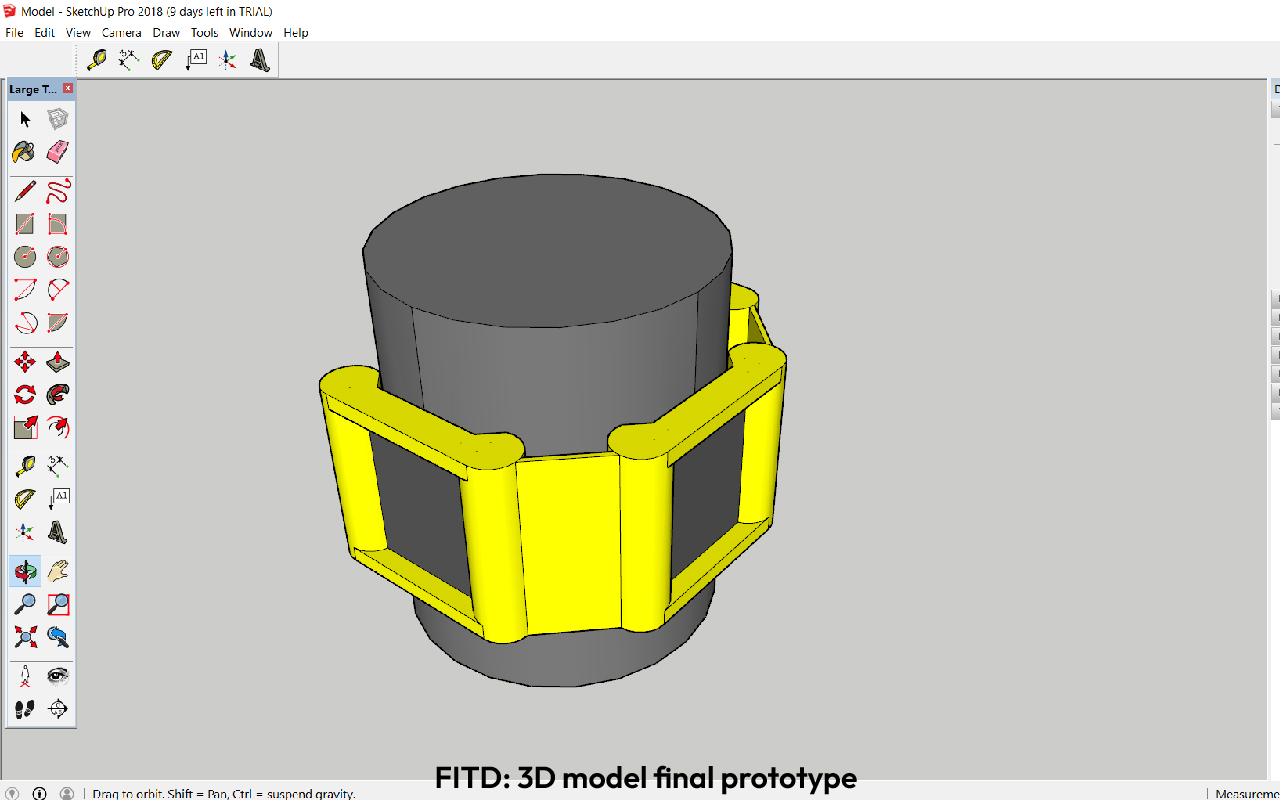 Model - SketchUp Pro 2018 (9 days left in TRIAL)
File Edit View Camera Draw Tools Window Help
A1
Large T...
A1
FITD: 3D model final prototype
Drag to orbit. Shift = Pan, Ctrl = suspend gravity.
Measureme